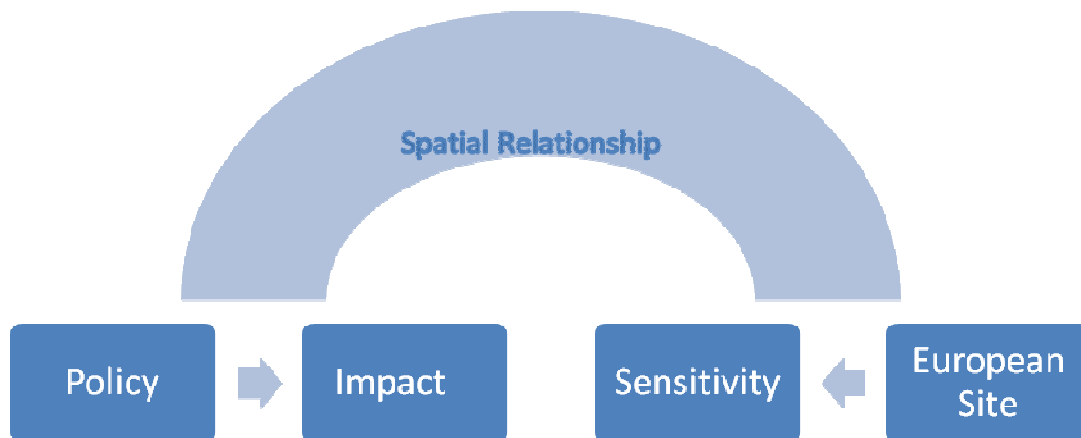 Spatial Relationship
Policy
Impact
Sensitivity
European
Site